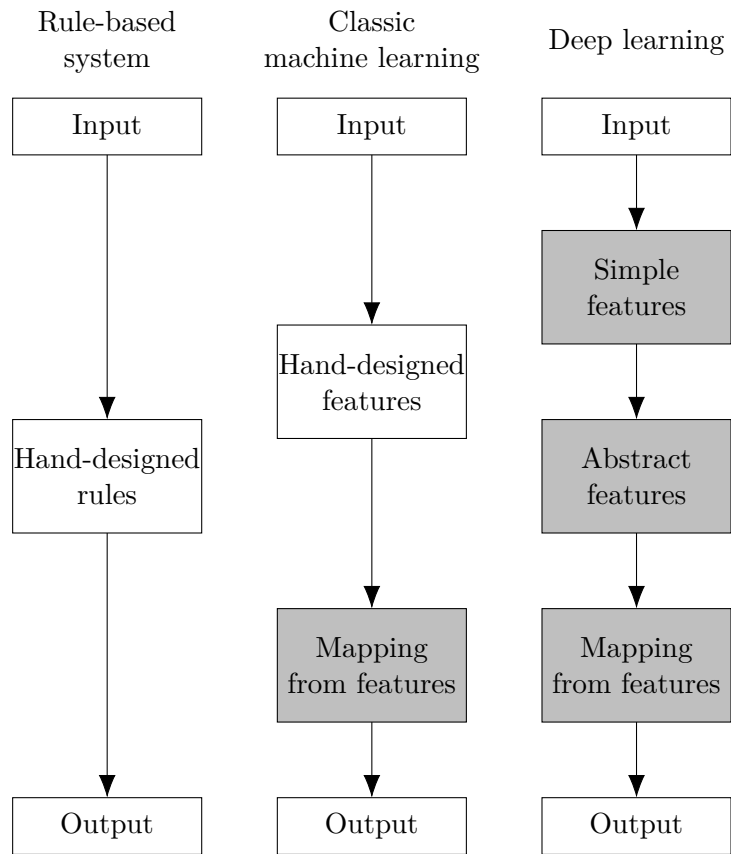 Rule-based
system
Input
Hand-designed
rules
Output
Classic
machine learning
Input
Hand-designed
features
Mapping
from features
Output
Deep learning
Input
Simple
features
Abstract
features
Mapping
from features
Output